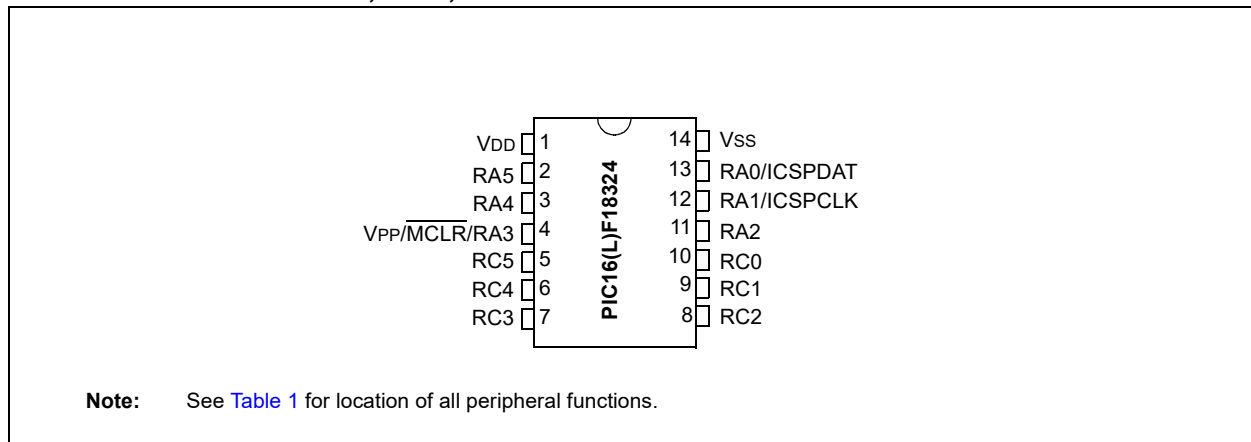 VDD 1 14 VSS
RA5 2 13 RA0/ICSPDAT
RA4 3 12 RA1/ICSPCLK
VPP/MCLR/RA3 4 11 RA2
RC5 5 10 RC0
RC4 6 9 RC1
RC3 7 8 RC2
PIC16(L)F18324
Note: See Table 1 for location of all peripheral functions.